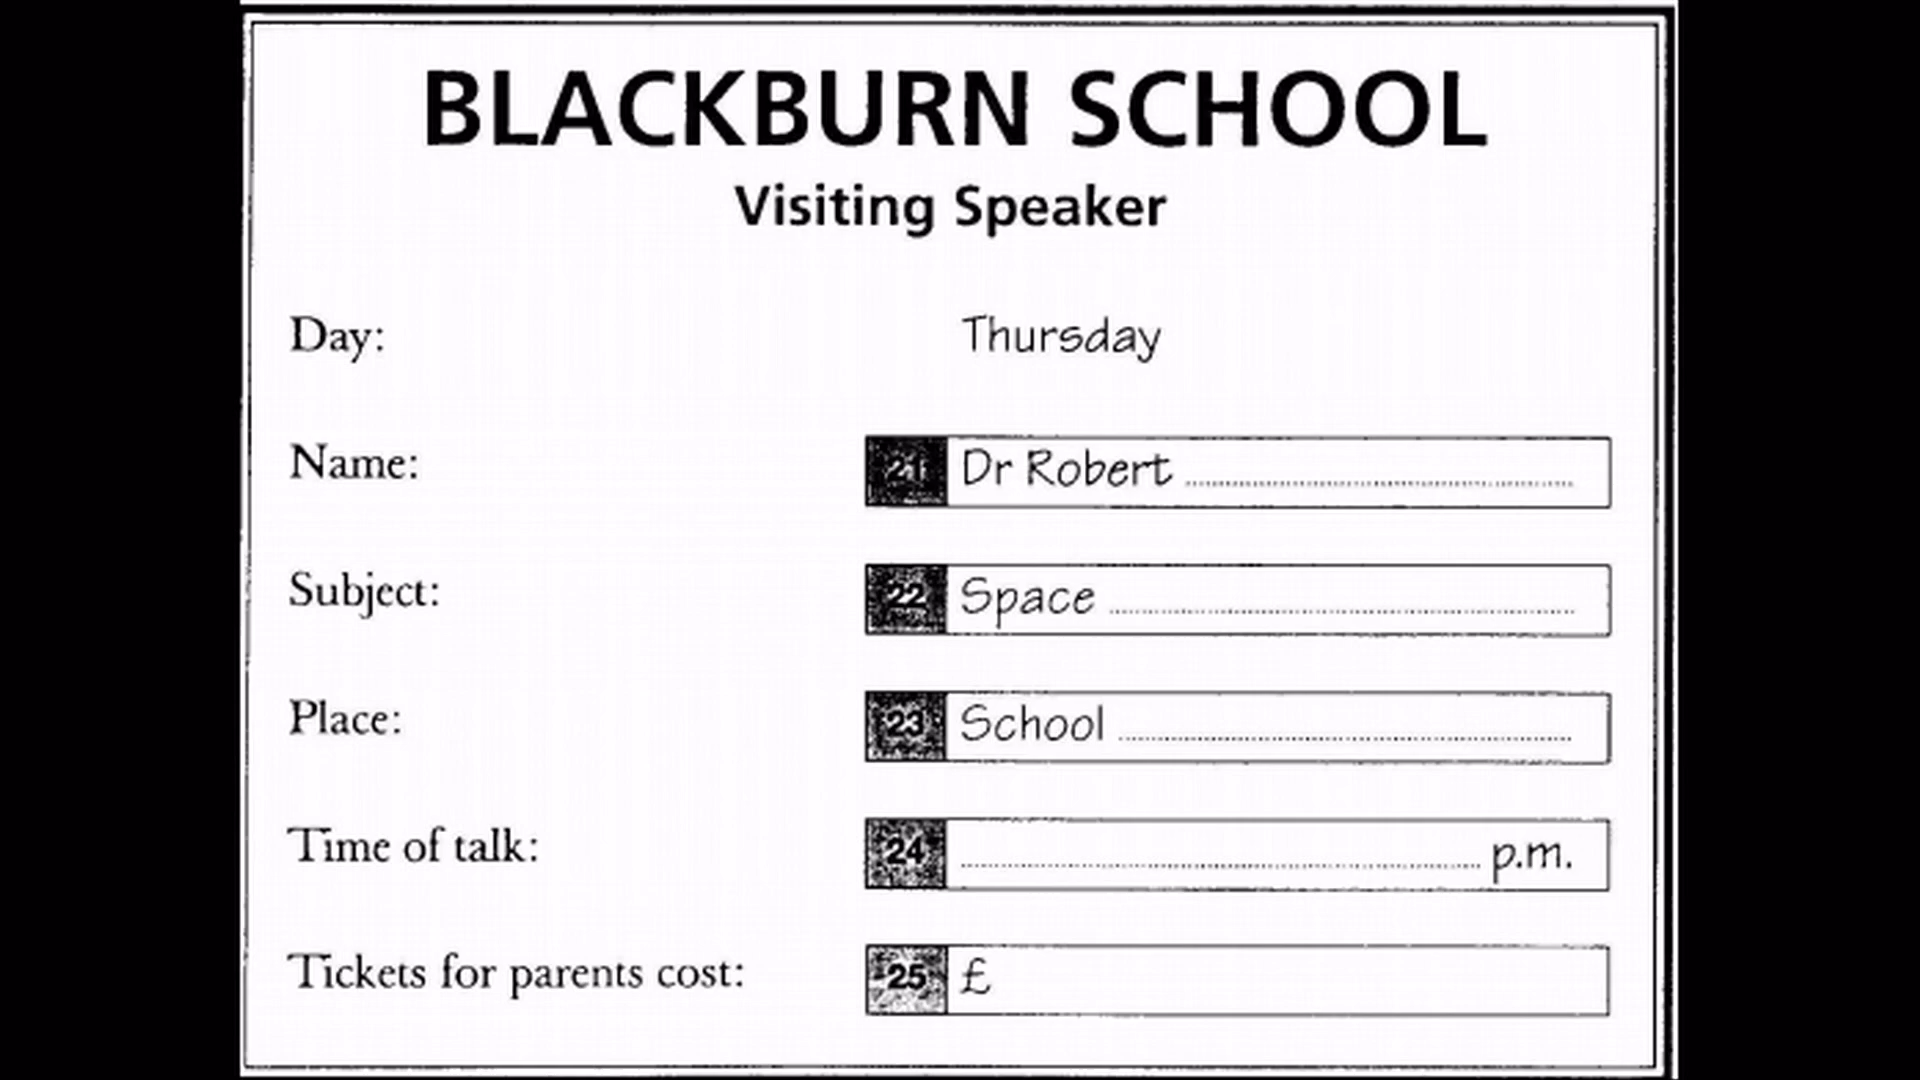 BLACKBURN SCHOOL
Visiting Speaker
Day: Thursday
Name: 21 Dr Robert ..........
Subject: 22 Space ..........
Place: 23 School ..........
Time of talk: 24 .......... p.m.
Tickets for parents cost: 25 £